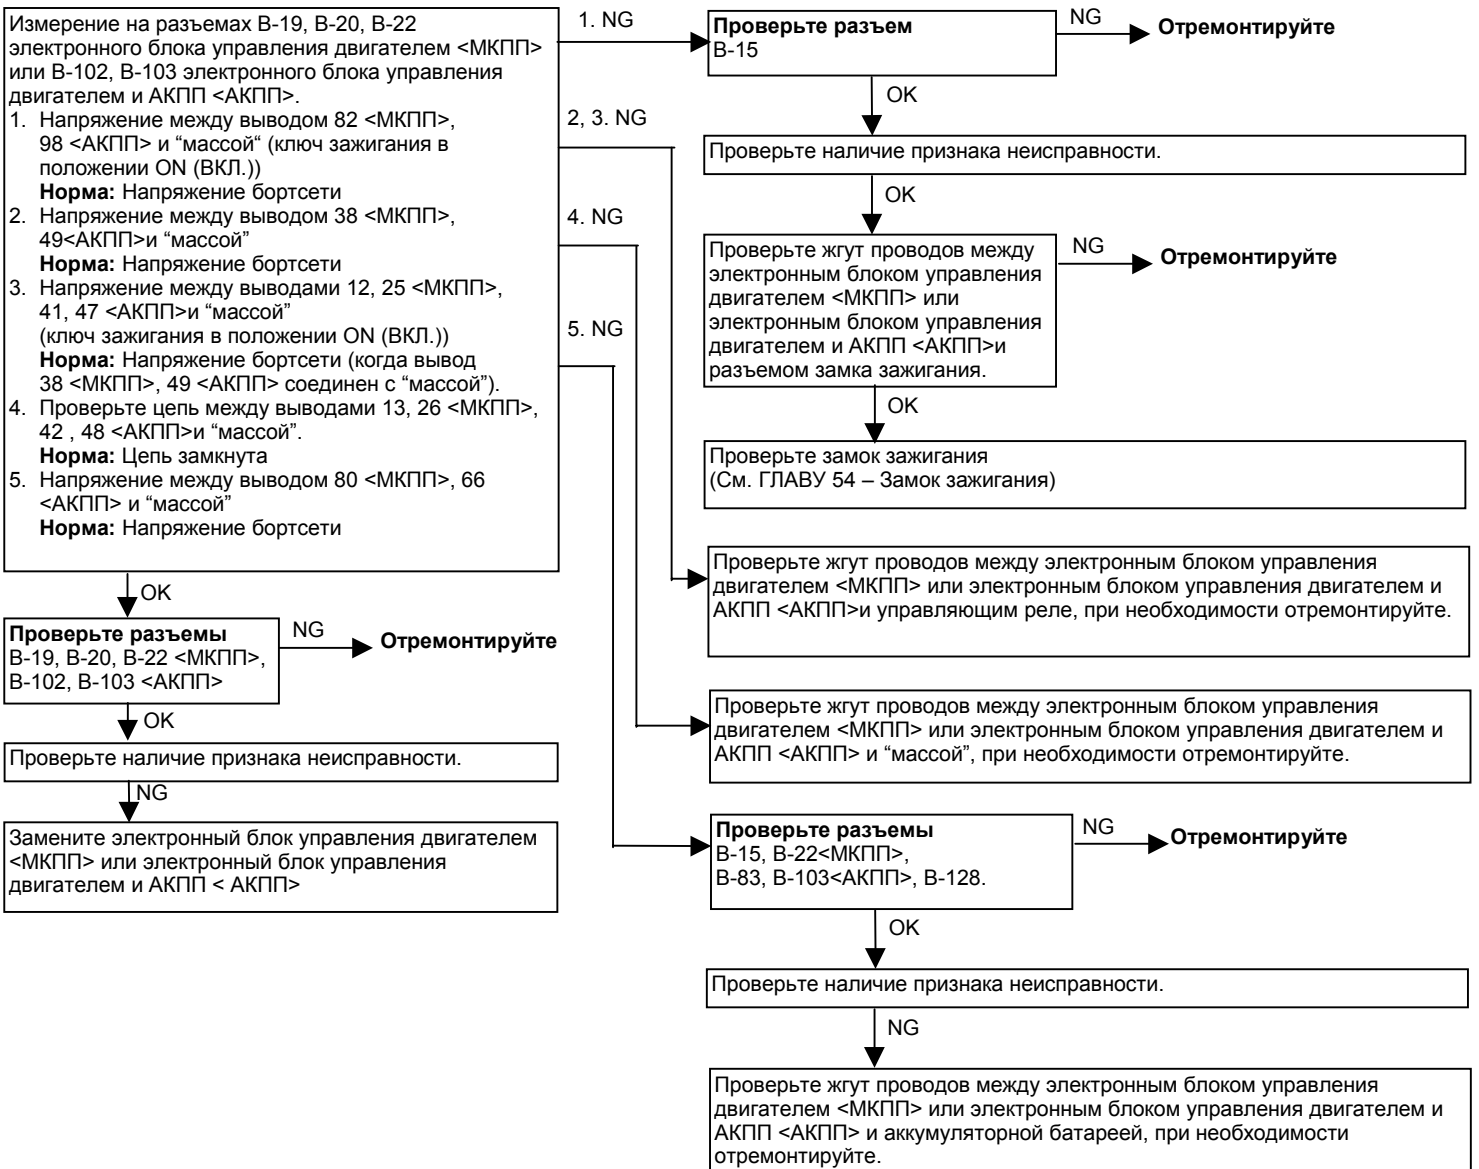 Измерение на разъемах В-19, В-20, В-22
электронного блока управления двигателем <МКПП>
или В-102, В-103 электронного блока управления
двигателем и АКПП <АКПП>.
1. Напряжение между выводом 82 <МКПП>,
98 <АКПП> и “массой“ (ключ зажигания в
положении ON (ВКЛ.))
Норма: Напряжение бортсети
2. Напряжение между выводом 38 <МКПП>,
49<АКПП>и “массой”
Норма: Напряжение бортсети
3. Напряжение между выводами 12, 25 <МКПП>,
41, 47 <АКПП>и “массой”
(ключ зажигания в положении ON (ВКЛ.))
Норма: Напряжение бортсети (когда вывод
38 <МКПП>, 49 <АКПП> соединен с “массой”).
4. Проверьте цепь между выводами 13, 26 <МКПП>,
42 , 48 <АКПП>и “массой”.
Норма: Цепь замкнута
5. Напряжение между выводом 80 <МКПП>, 66
<АКПП> и “массой”
Норма: Напряжение бортсети
OK
Проверьте разъемы
В-19, В-20, В-22 <МКПП>,
В-102, В-103 <АКПП>
NG
Отремонтируйте
OK
Проверьте наличие признака неисправности.
NG
Замените электронный блок управления двигателем
<МКПП> или электронный блок управления
двигателем и АКПП < АКПП>
1. NG
Проверьте разъем
В-15
NG
Отремонтируйте
OK
Проверьте наличие признака неисправности.
OK
Проверьте жгут проводов между
электронным блоком управления
двигателем <МКПП> или
электронным блоком управления
двигателем и АКПП <АКПП>и
разъемом замка зажигания.
NG
Отремонтируйте
OK
Проверьте замок зажигания
(См. ГЛАВУ 54 – Замок зажигания)
2, 3. NG
Проверьте жгут проводов между электронным блоком управления
двигателем <МКПП> или электронным блоком управления двигателем и
АКПП <АКПП>и управляющим реле, при необходимости отремонтируйте.
4. NG
Проверьте жгут проводов между электронным блоком управления
двигателем <МКПП> или электронным блоком управления двигателем и
АКПП <АКПП> и “массой”, при необходимости отремонтируйте.
5. NG
Проверьте разъемы
В-15, В-22<МКПП>,
В-83, В-103<АКПП>, В-128.
NG
Отремонтируйте
OK
Проверьте наличие признака неисправности.
NG
Проверьте жгут проводов между электронным блоком управления
двигателем <МКПП> или электронным блоком управления двигателем и
АКПП <АКПП> и аккумуляторной батареей, при необходимости
отремонтируйте.